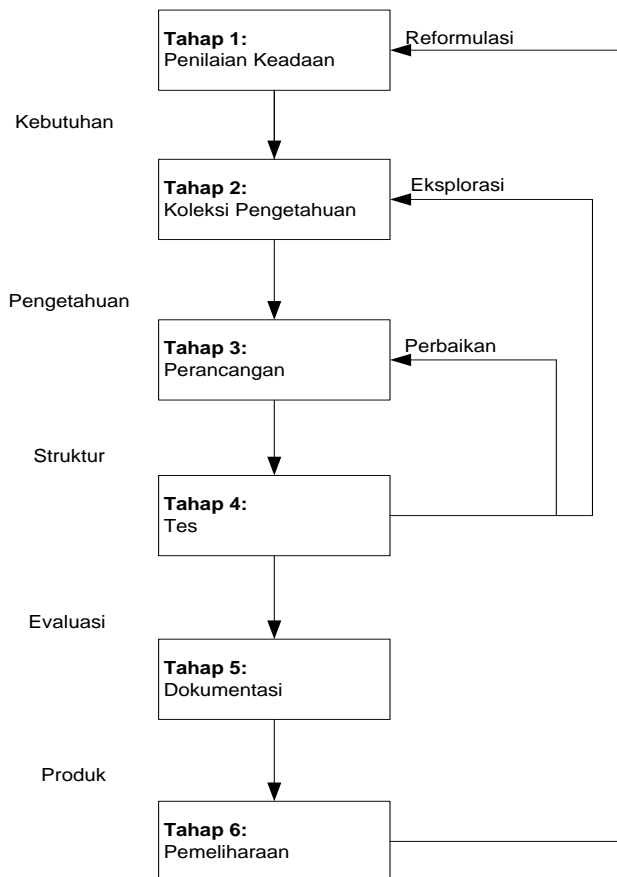 Tahap 1:
Penilaian Keadaan
Reformulasi
Kebutuhan
Tahap 2:
Koleksi Pengetahuan
Eksplorasi
Pengetahuan
Tahap 3:
Perancangan
Perbaikan
Struktur
Tahap 4:
Tes
Evaluasi
Tahap 5:
Dokumentasi
Produk
Tahap 6:
Pemeliharaan